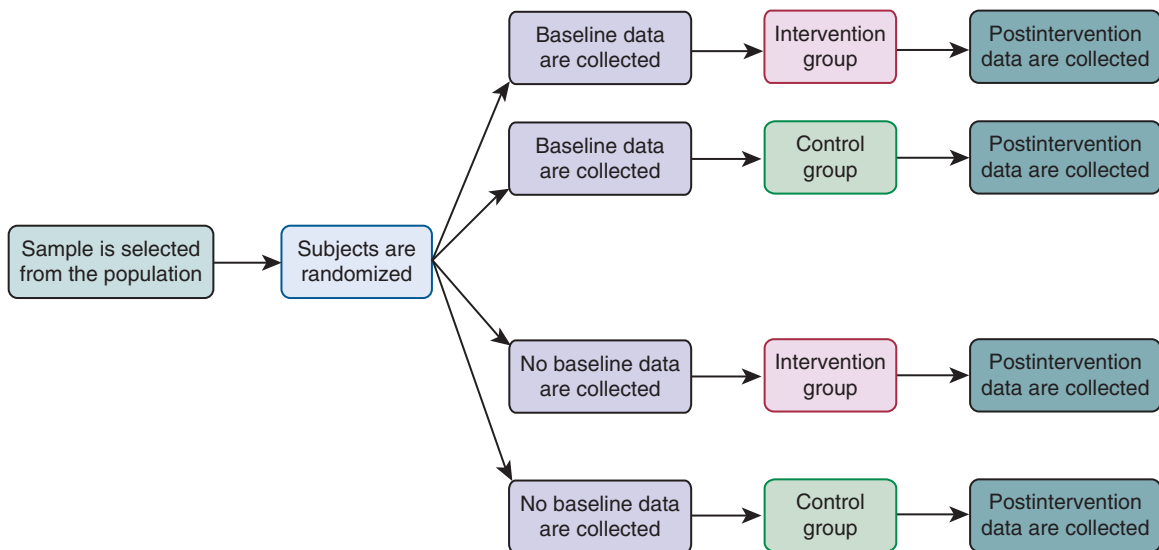 Baseline data
are collected
Intervention
group
Postintervention
data are collected
Baseline data
are collected
Control
group
Postintervention
data are collected
Sample is selected
from the population
Subjects are
randomized
No baseline data
are collected
Intervention
group
Postintervention
data are collected
No baseline data
are collected
Control
group
Postintervention
data are collected